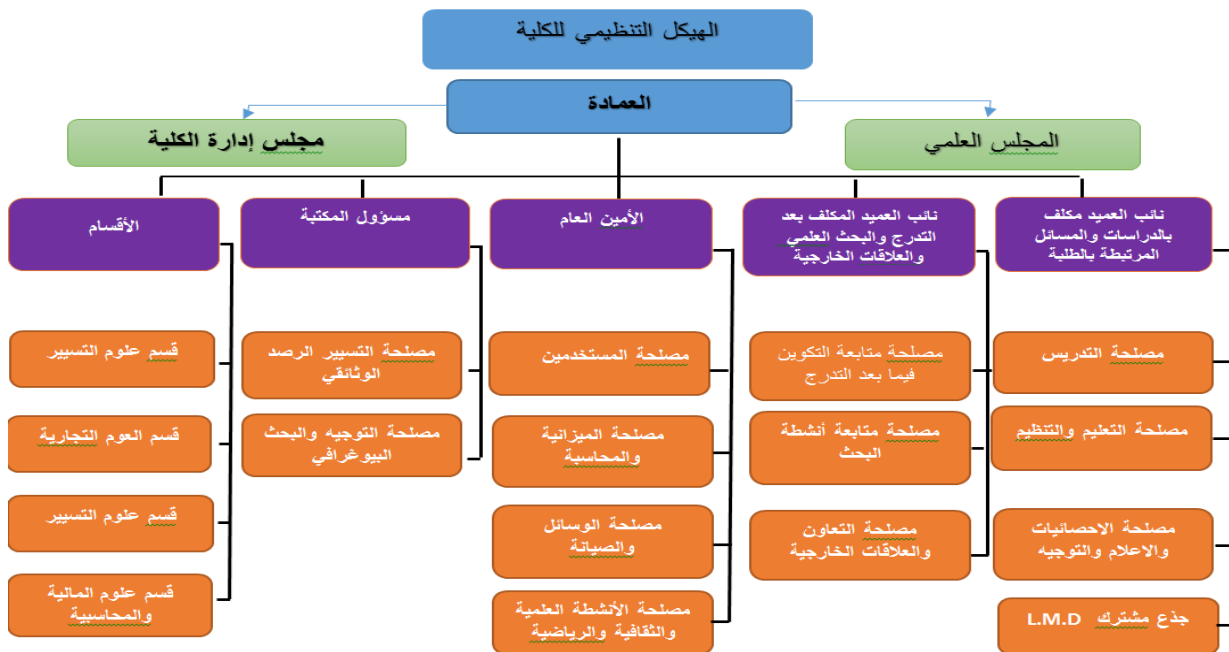 الهيكل التنظيمي للكلية
العمادة
المجلس العلمي
مجلس إدارة الكلية
نائب العميد مكلف
بالدراسات والمسائل
المرتبطة بالطلبة
نائب العميد المكلف بعد
التدرج والبحث العلمي
والعلاقات الخارجية
الأمين العام
مسؤول المكتبة
الأقسام
مصلحة التدريس
مصلحة التعليم والتنظيم
مصلحة الاحصائيات
والاعلام والتوجيه
جذع مشترك L.M.D
مصلحة متابعة التكوين
فيما بعد التدرج
مصلحة متابعة أنشطة
البحث
مصلحة التعاون
والعلاقات الخارجية
مصلحة المستخدمين
مصلحة الميزانية
والمحاسبة
مصلحة الوسائل
والصيانة
مصلحة الأنشطة العلمية
والثقافية والرياضية
مصلحة التسيير الرصد
الوثائقي
مصلحة التوجيه والبحث
البيوغرافي
قسم علوم التسيير
قسم العوم التجارية
قسم علوم التسيير
قسم علوم المالية
والمحاسبية